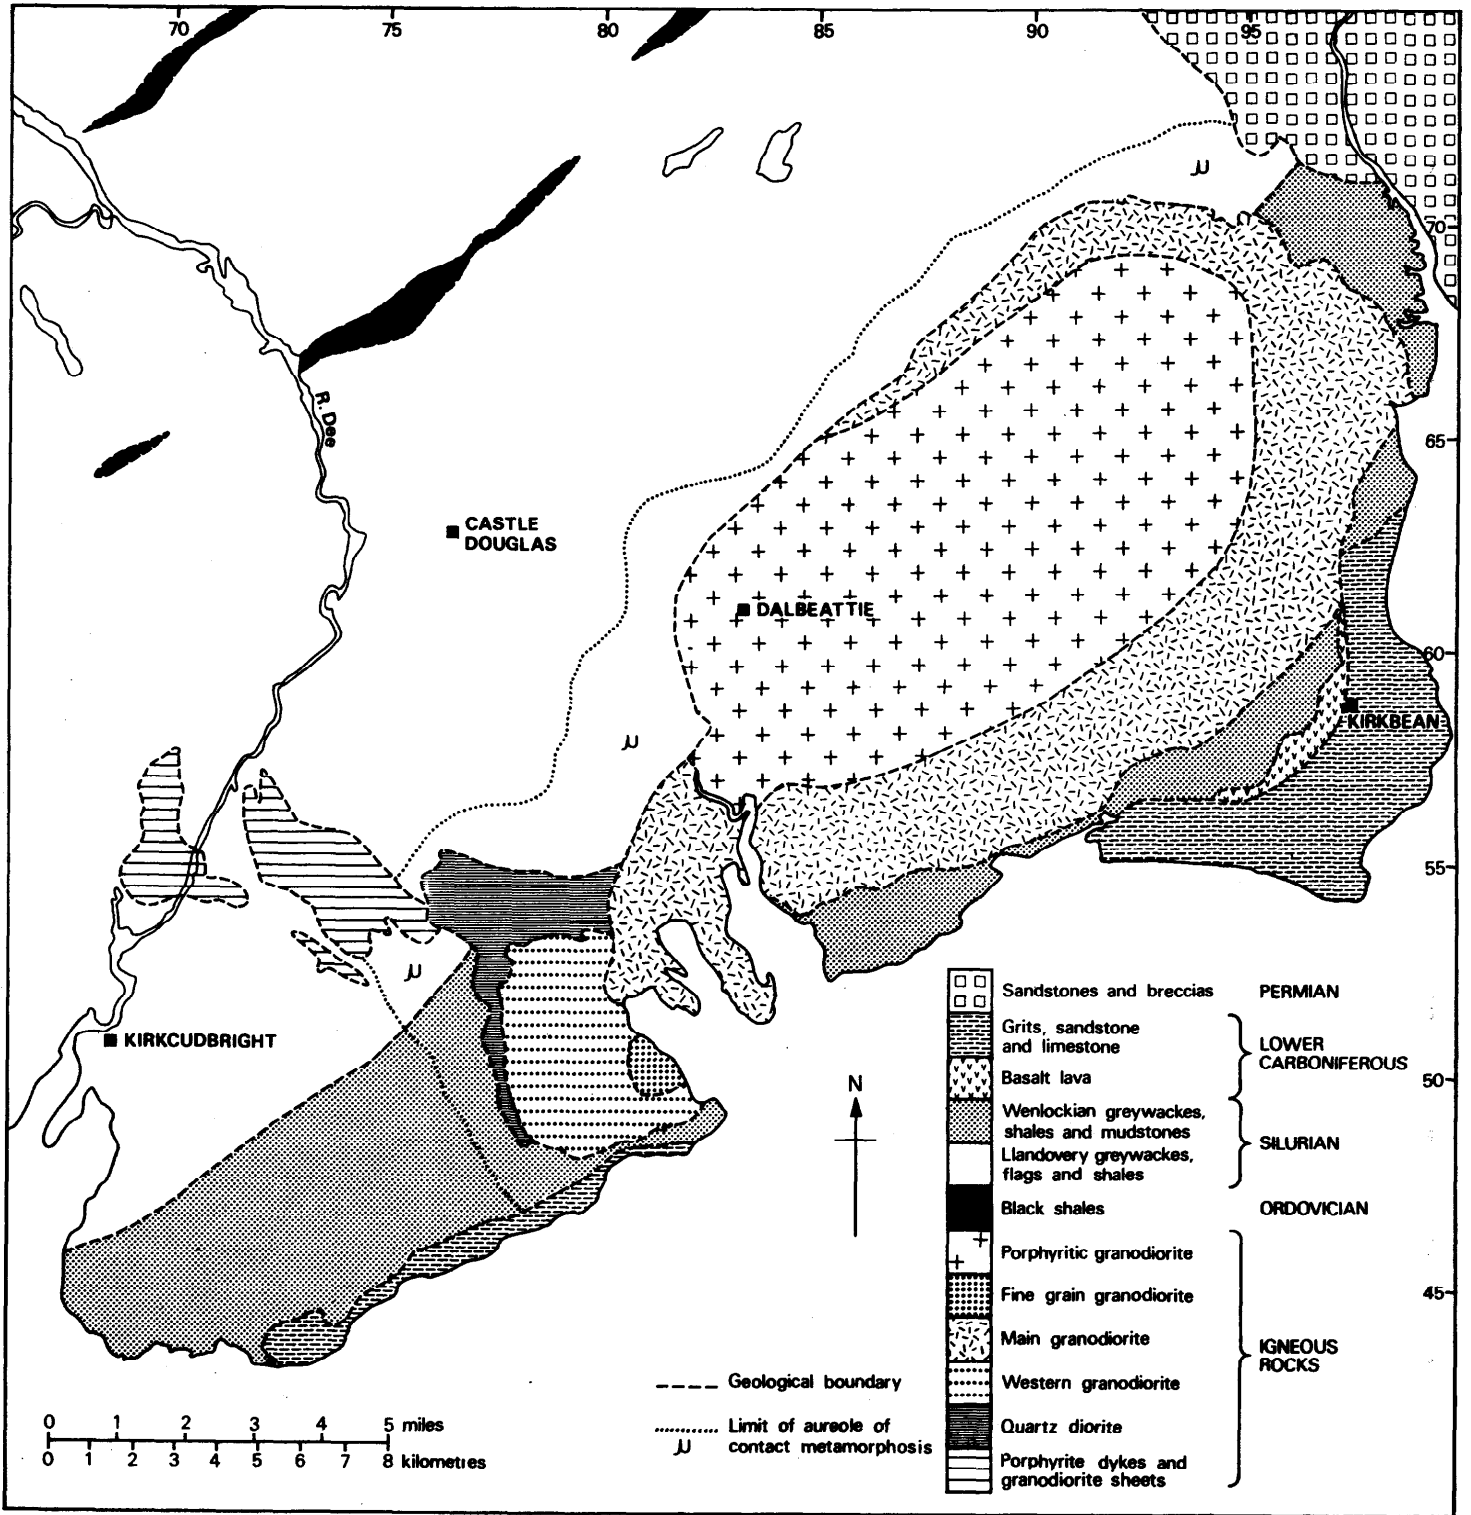 70 75 80 85 90 95
70
R. Dee
65
CASTLE
DOUGLAS
DALBEATTIE
60
KIRKBEAN
55
KIRKCUDBRIGHT
Sandstones and breccias PERMIAN
Grits, sandstone
and limestone
LOWER
CARBONIFEROUS
Basalt lava
50
N
Wenlockian greywackes,
shales and mudstones
SILURIAN
Llandovery greywackes,
flags and shales
Black shales ORDOVICIAN
Porphyritic granodiorite
Fine grain granodiorite
45
Main granodiorite
IGNEOUS
ROCKS
Western granodiorite
Quartz diorite
Porphyrite dykes and
granodiorite sheets
Geological boundary
Limit of aureole of
contact metamorphosis
0 1 2 3 4 5 miles
0 1 2 3 4 5 6 7 8 kilometres